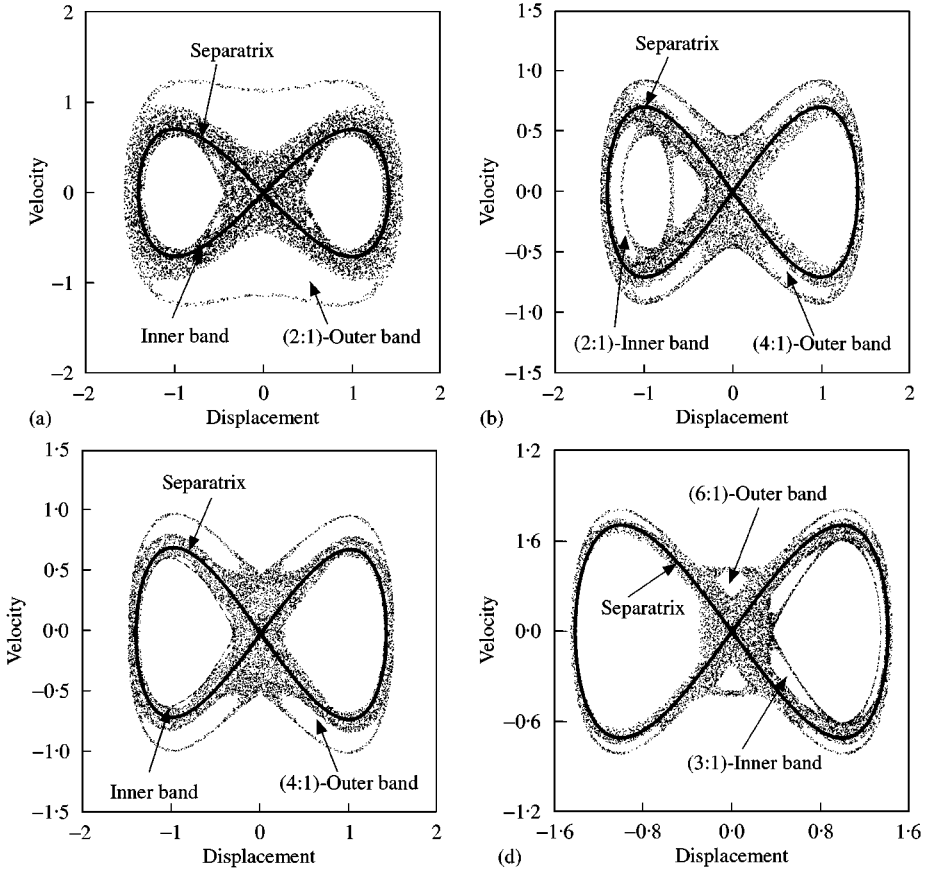 2
Separatrix
1
Velocity
0
−1
Inner band
(2:1)-Outer band
−2
−2
−1
0
1
2
(a)
Displacement
1·5
Separatrix
1·0
0·5
Velocity
0·0
−0·5
−1·0
(2:1)-Inner band
(4:1)-Outer band
−1·5
−2
−1
0
1
2
(b)
Displacement
1·5
Separatrix
1·0
0·5
Velocity
0·0
−0·5
−1·0
Inner band
(4:1)-Outer band
−1·5
−2
−1
0
1
2
Displacement
1·2
(6:1)-Outer band
1·6
Separatrix
Velocity
0·0
−0·6
(3:1)-Inner band
−1·2
−1·6
−0·8
0·0
0·8
1·6
(d)
Displacement